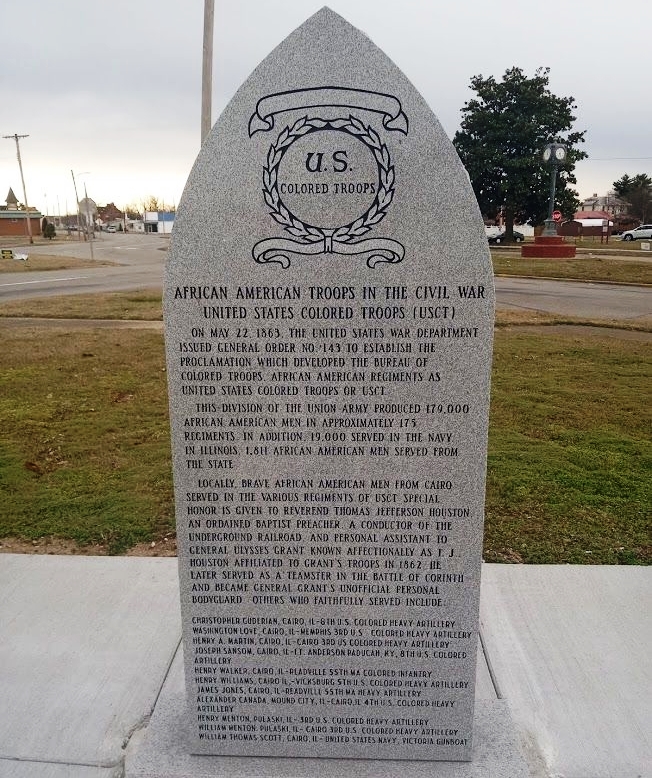 U.S.
COLORED TROOPS
AFRICAN AMERICAN TROOPS IN THE CIVIL WAR
UNITED STATES COLORED TROOPS (USCT)
ON MAY 22, 1863, THE UNITED STATES WAR DEPARTMENT
ISSUED GENERAL ORDER NO. 143 TO ESTABLISH THE
PROCLAMATION WHICH DEVELOPED THE BUREAU OF
COLORED TROOPS. AFRICAN AMERICAN REGIMENTS AS
UNITED STATES COLORED TROOPS OR USCT.
THIS DIVISION OF THE UNION ARMY PRODUCED 179,000
AFRICAN AMERICAN MEN IN APPROXIMATELY 175
REGIMENTS. IN ADDITION, 19,000 SERVED IN THE NAVY.
IN ILLINOIS, 1,811 AFRICAN AMERICAN MEN SERVED FROM
THE STATE.
LOCALLY, BRAVE AFRICAN AMERICAN MEN FROM CAIRO
SERVED IN THE VARIOUS REGIMENTS OF USCT. SPECIAL
HONOR IS GIVEN TO REVEREND THOMAS JEFFERSON HOUSTON,
AN ORDAINED BAPTIST PREACHER, A CONDUCTOR OF THE
UNDERGROUND RAILROAD, AND PERSONAL ASSISTANT TO
GENERAL ULYSSES GRANT. KNOWN AFFECTIONALLY AS T. J.
HOUSTON AFFILIATED TO GRANT'S TROOPS IN 1862. HE
LATER SERVED AS A TEAMSTER IN THE BATTLE OF CORINTH
AND BECAME GENERAL GRANT'S UNOFFICIAL PERSONAL
BODYGUARD. OTHERS WHO FAITHFULLY SERVED INCLUDE:
CHRISTOPHER GUDERIAN, CAIRO, IL-8TH U.S. COLORED HEAVY ARTILLERY
WASHINGTON LOVE, CAIRO, IL-MEMPHIS 3RD U.S. COLORED HEAVY ARTILLERY
HENRY A. MARTIN, CAIRO, IL-CAIRO 3RD US COLORED HEAVY ARTILLERY
JOSEPH SANSOM, CAIRO, IL-FT. ANDERSON PADUCAH, KY, 8TH U.S. COLORED
ARTILLERY
HENRY WALKER, CAIRO, IL-READVILLE 55TH MA COLORED INFANTRY
HENRY WILLIAMS, CAIRO IL,-VICKSBURG 5TH U.S. COLORED HEAVY ARTILLERY
JAMES JONES, CAIRO, IL-READVILLE 55TH MA HEAVY ARTILLERY
ALEXANDER CANADA, MOUND CITY, IL-CAIRO,IL 4TH U.S. COLORED HEAVY
ARTILLERY
HENRY MENTON, PULASKI, IL-3RD U.S. COLORED HEAVY ARTILLERY
WILLIAM MENTON, PULASKI, IL-CAIRO 3RD U.S. COLORED HEAVY ARTILLERY
WILLIAM THOMAS SCOTT, CAIRO, IL-UNITED STATES NAVY, VICTORIA GUNBOAT